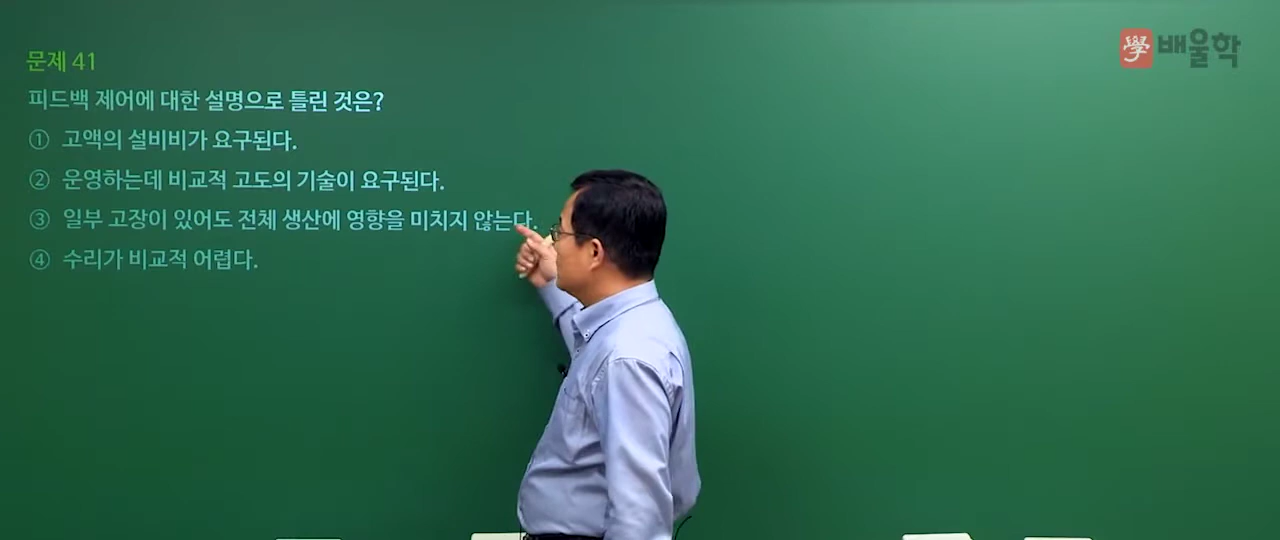 學 배울학
문제 41
피드백 제어에 대한 설명으로 틀린 것은?
① 고액의 설비비가 요구된다.
② 운영하는데 비교적 고도의 기술이 요구된다.
③ 일부 고장이 있어도 전체 생산에 영향을 미치지 않는다.
④ 수리가 비교적 어렵다.